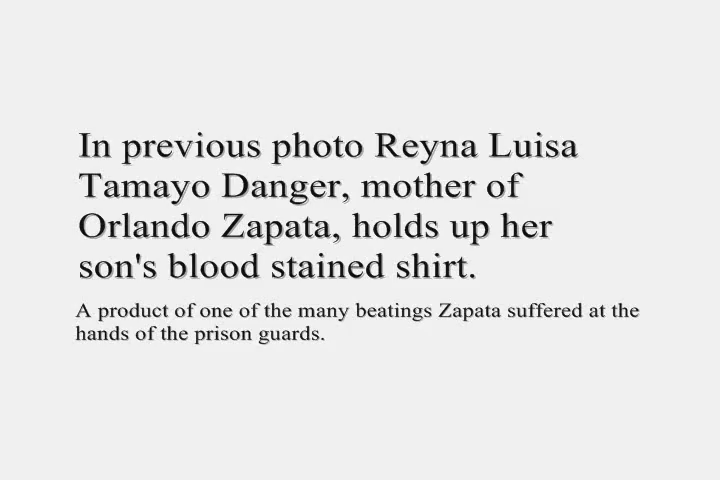 In previous photo Reyna Luisa
Tamayo Danger, mother of
Orlando Zapata, holds up her
son's blood stained shirt.
A product of one of the many beatings Zapata suffered at the
hands of the prison guards.